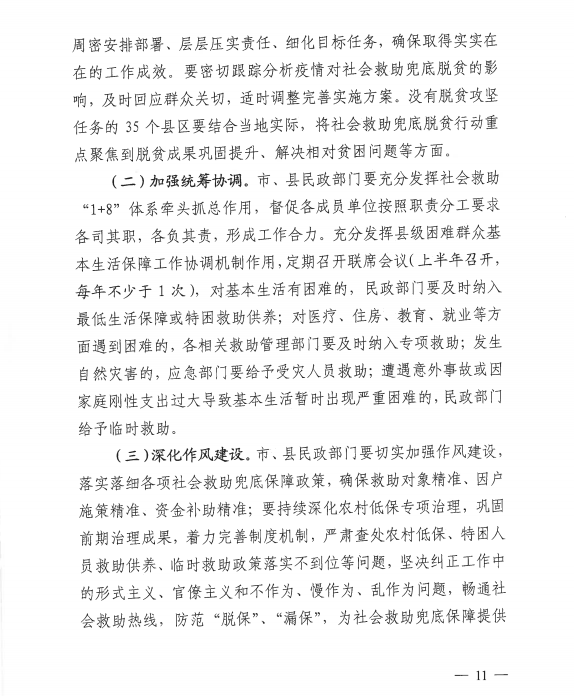 周密安排部署、层层压实责任、细化目标任务，确保取得实实在
在的工作成效。要密切跟踪分析疫情对社会救助兜底脱贫的影
响，及时回应群众关切，适时调整完善实施方案。没有脱贫攻坚
任务的 35 个县区要结合当地实际，将社会救助兜底脱贫行动重
点聚焦到脱贫成果巩固提升、解决相对贫困问题等方面。
（二）加强统筹协调。市、县民政部门要充分发挥社会救助
“1+8”体系牵头抓总作用，督促各成员单位按照职责分工要求
各司其职，各负其责，形成工作合力。充分发挥县级困难群众基
本生活保障工作协调机制作用，定期召开联席会议（上半年召开，
每年不少于 1 次），对基本生活有困难的，民政部门要及时纳入
最低生活保障或特困救助供养；对医疗、住房、教育、就业等方
面遇到困难的，各相关救助管理部门要及时纳入专项救助；发生
自然灾害的，应急部门要给予受灾人员救助；遭遇意外事故或因
家庭刚性支出过大导致基本生活暂时出现严重困难的，民政部门
给予临时救助。
（三）深化作风建设。市、县民政部门要切实加强作风建设，
落实落细各项社会救助兜底保障政策，确保救助对象精准、因户
施策精准、资金补助精准；要持续深化农村低保专项治理，巩固
前期治理成果，着力完善制度机制，严肃查处农村低保、特困人
员救助供养、临时救助政策落实不到位等问题，坚决纠正工作中
的形式主义、官僚主义和不作为、慢作为、乱作为问题，畅通社
会救助热线，防范“脱保”、“漏保”，为社会救助兜底保障提供
— 11 —